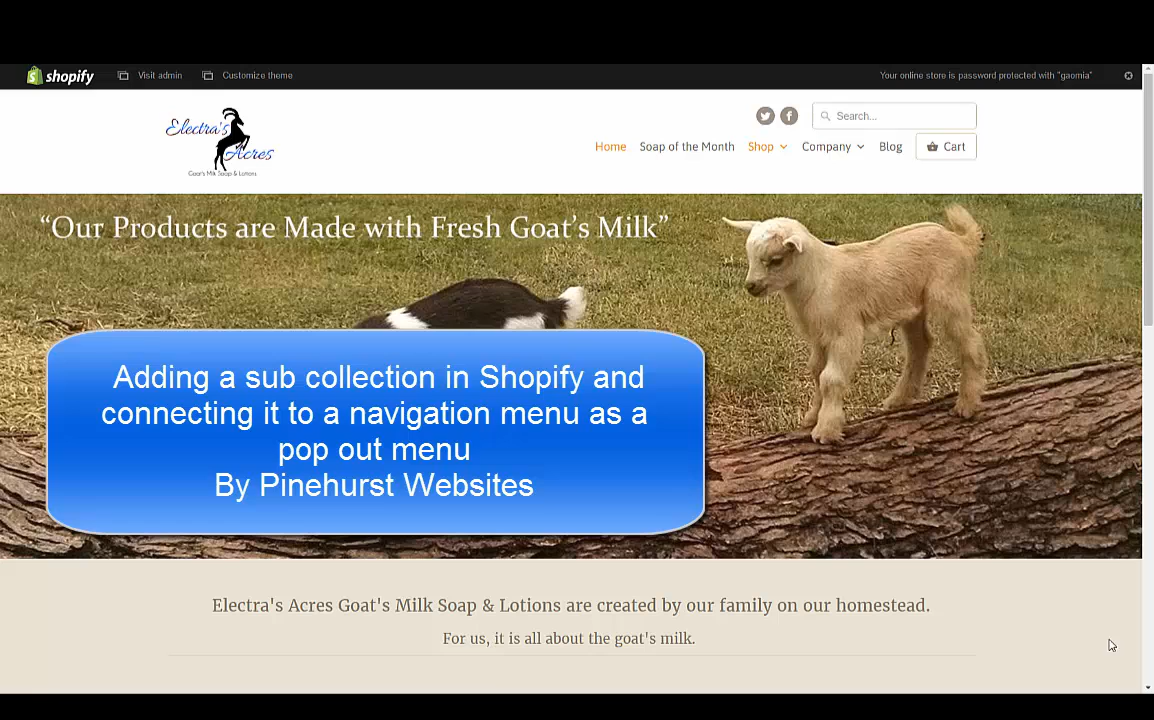 shopify Visit admin Customize theme Your online store is password protected with "gaomia"
Electra's
Acres
Goat's Milk Soap & Lotions
Search...
Home Soap of the Month Shop Company Blog Cart
“Our Products are Made with Fresh Goat’s Milk”
Adding a sub collection in Shopify and
connecting it to a navigation menu as a
pop out menu
By Pinehurst Websites
Electra's Acres Goat's Milk Soap & Lotions are created by our family on our homestead.
For us, it is all about the goat's milk.